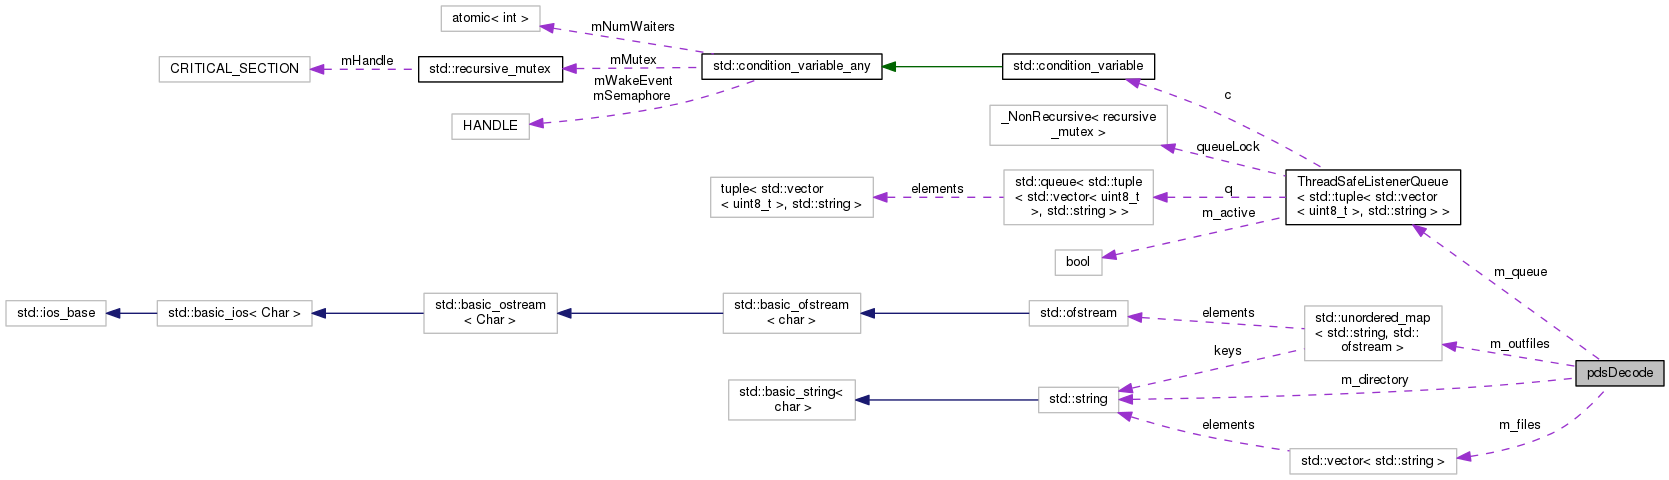 atomic< int >
mNumWaiters
CRITICAL_SECTION
mHandle
std::recursive_mutex
mMutex
std::condition_variable_any
std::condition_variable
mWakeEvent
mSemaphore
HANDLE
c
_NonRecursive< recursive
_mutex >
queueLock
tuple< std::vector
< uint8_t >, std::string >
elements
std::queue< std::tuple
< std::vector< uint8_t
>, std::string > >
q
ThreadSafeListenerQueue
< std::tuple< std::vector
< uint8_t >, std::string > >
m_active
bool
m_queue
std::ios_base
std::basic_ios< Char >
std::basic_ostream
< Char >
std::basic_ofstream
< char >
std::ofstream
elements
std::unordered_map
< std::string, std::
ofstream >
keys
m_outfiles
pdsDecode
m_directory
std::basic_string<
char >
std::string
elements
m_files
std::vector< std::string >